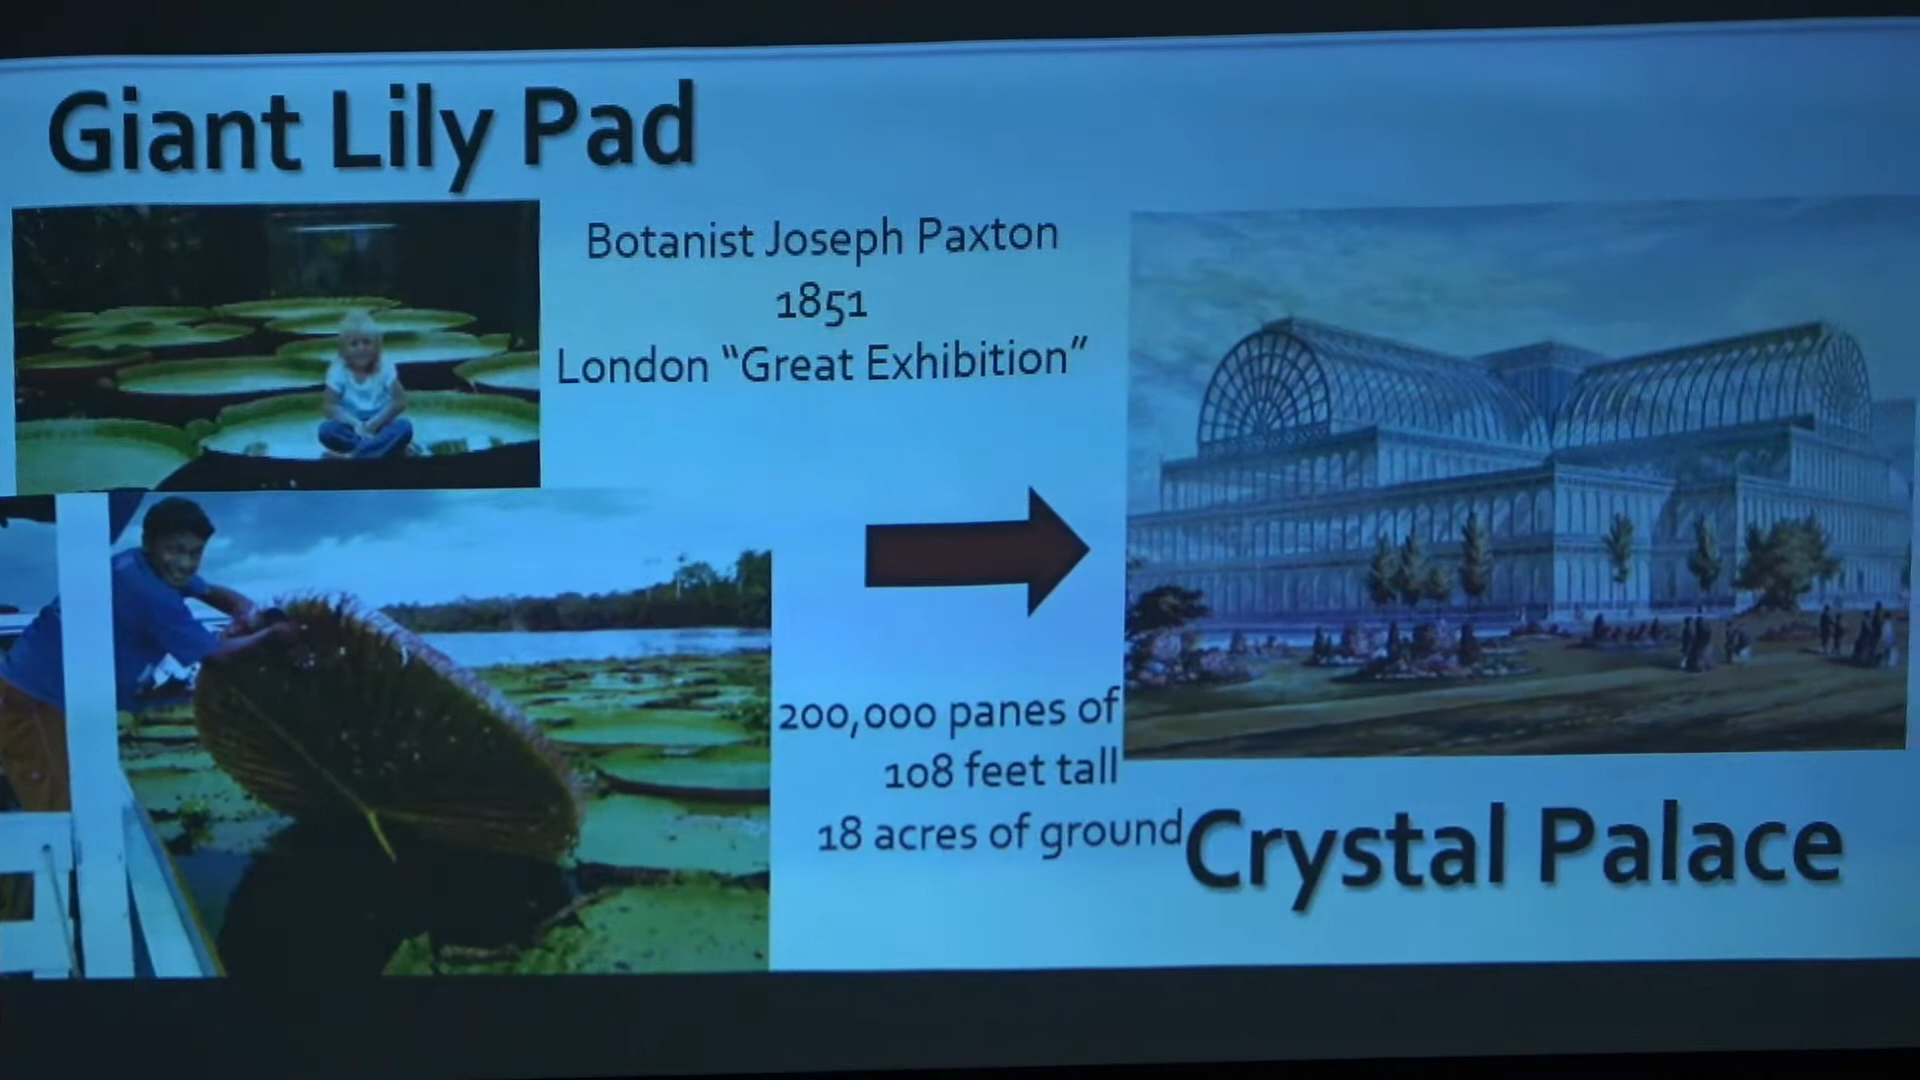 Giant Lily Pad
Botanist Joseph Paxton
1851
London “Great Exhibition”
200,000 panes of
108 feet tall
18 acres of ground
Crystal Palace